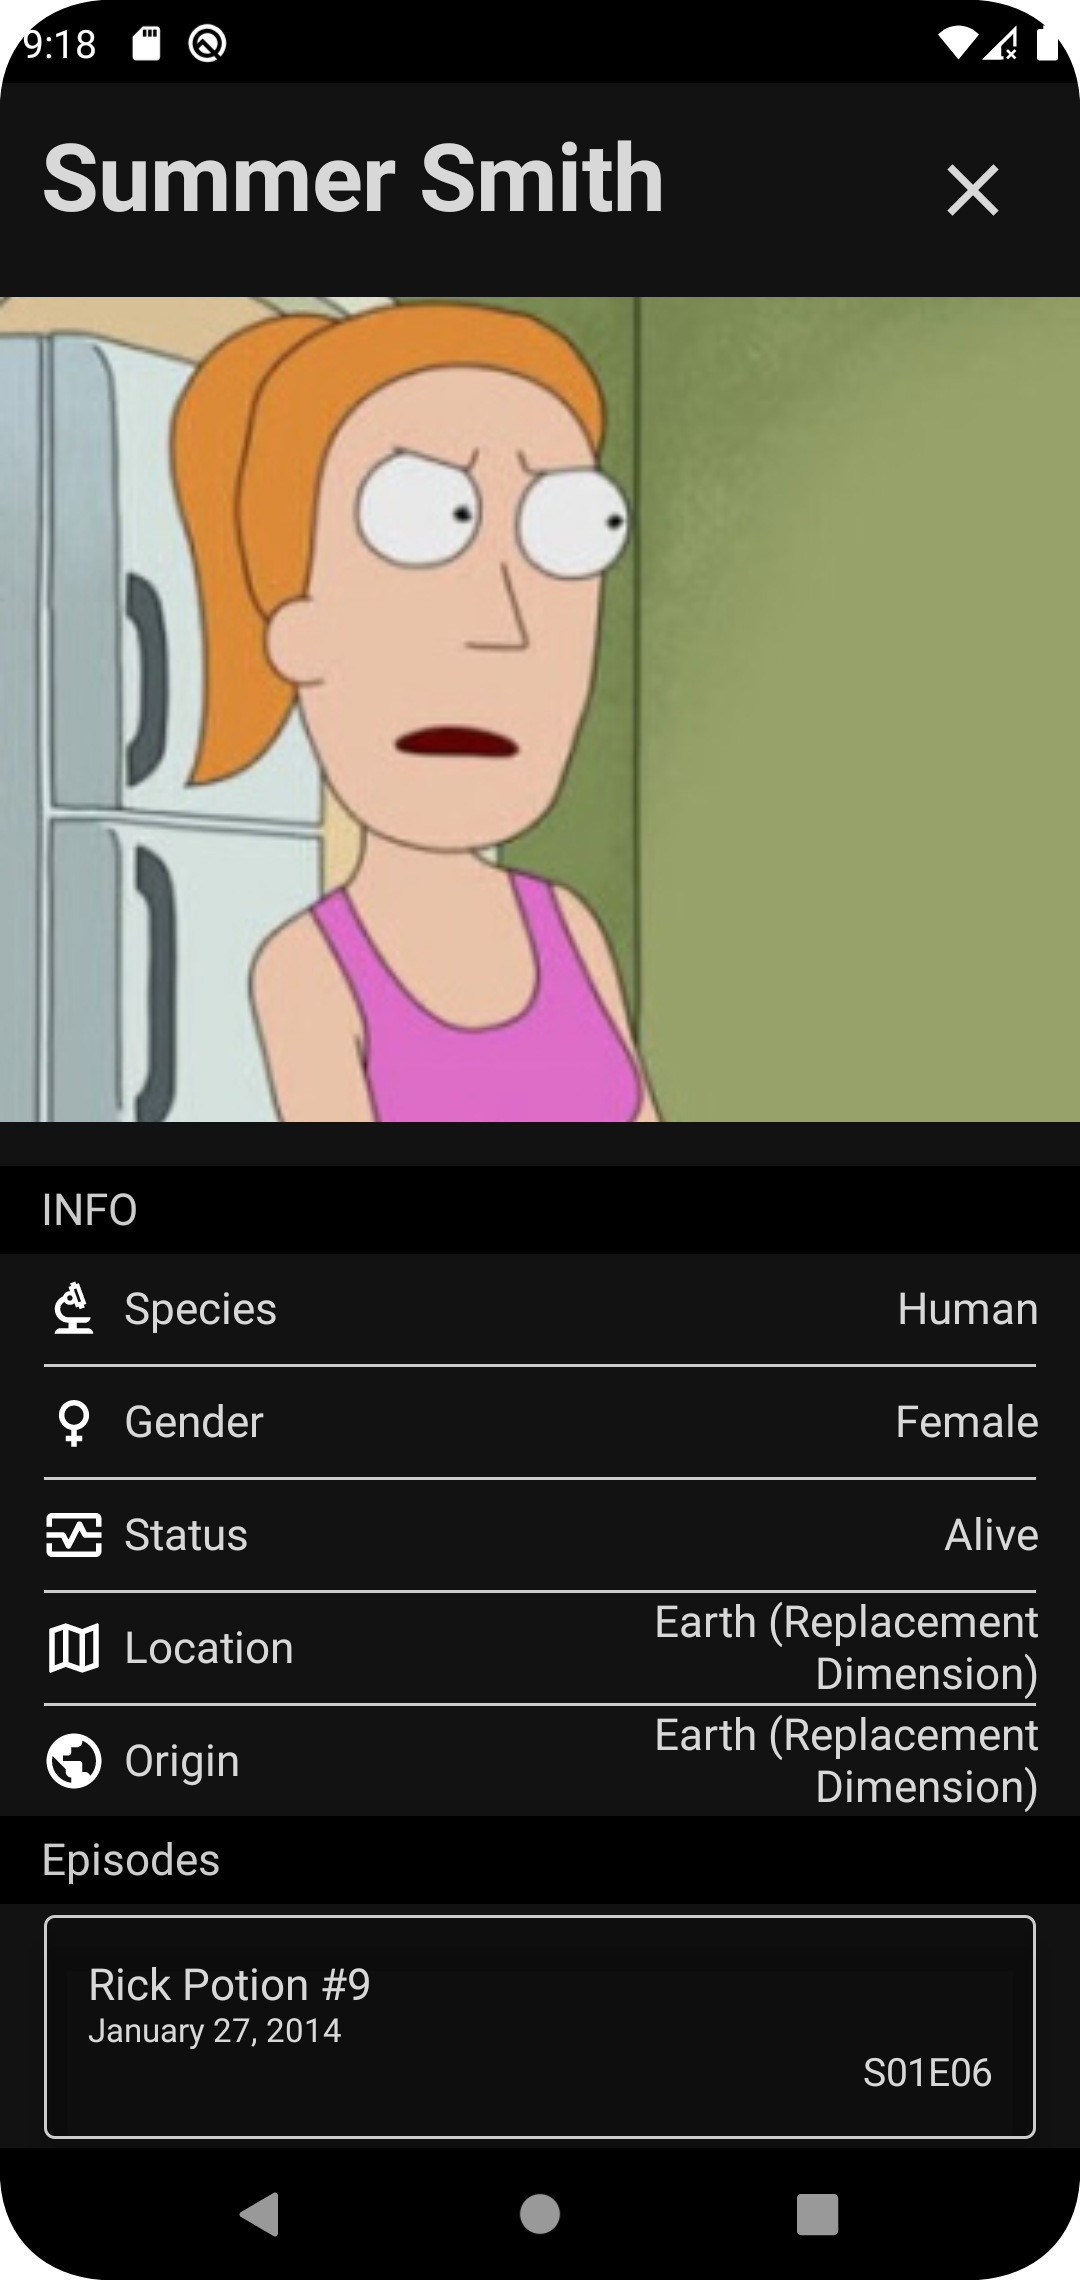 9:18
Summer Smith
INFO
Species Human
Gender Female
Status Alive
Location Earth (Replacement
Dimension)
Origin Earth (Replacement
Dimension)
Episodes
Rick Potion #9
January 27, 2014
S01E06